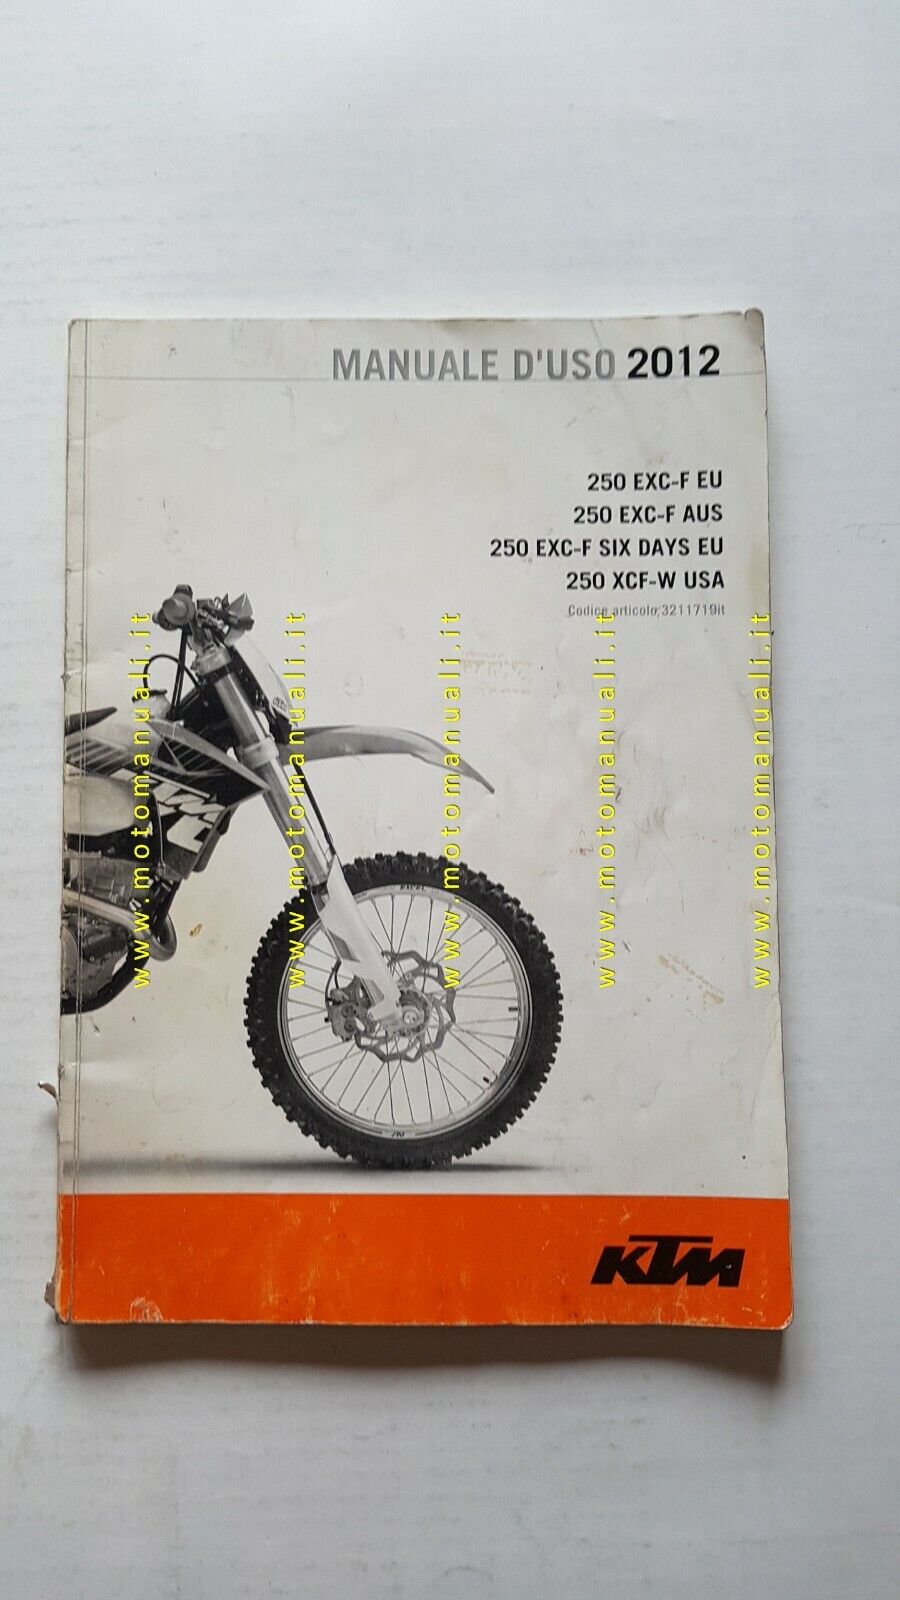 MANUALE D'USO 2012
250 EXC-F EU
250 EXC-F AUS
250 EXC-F SIX DAYS EU
250 XCF-W USA
Codice articolo 3211719it
www.motomanuali.it
www.motomanuali.it
www.motomanuali.it
www.motomanuali.it
www.motomanuali.it
KTM